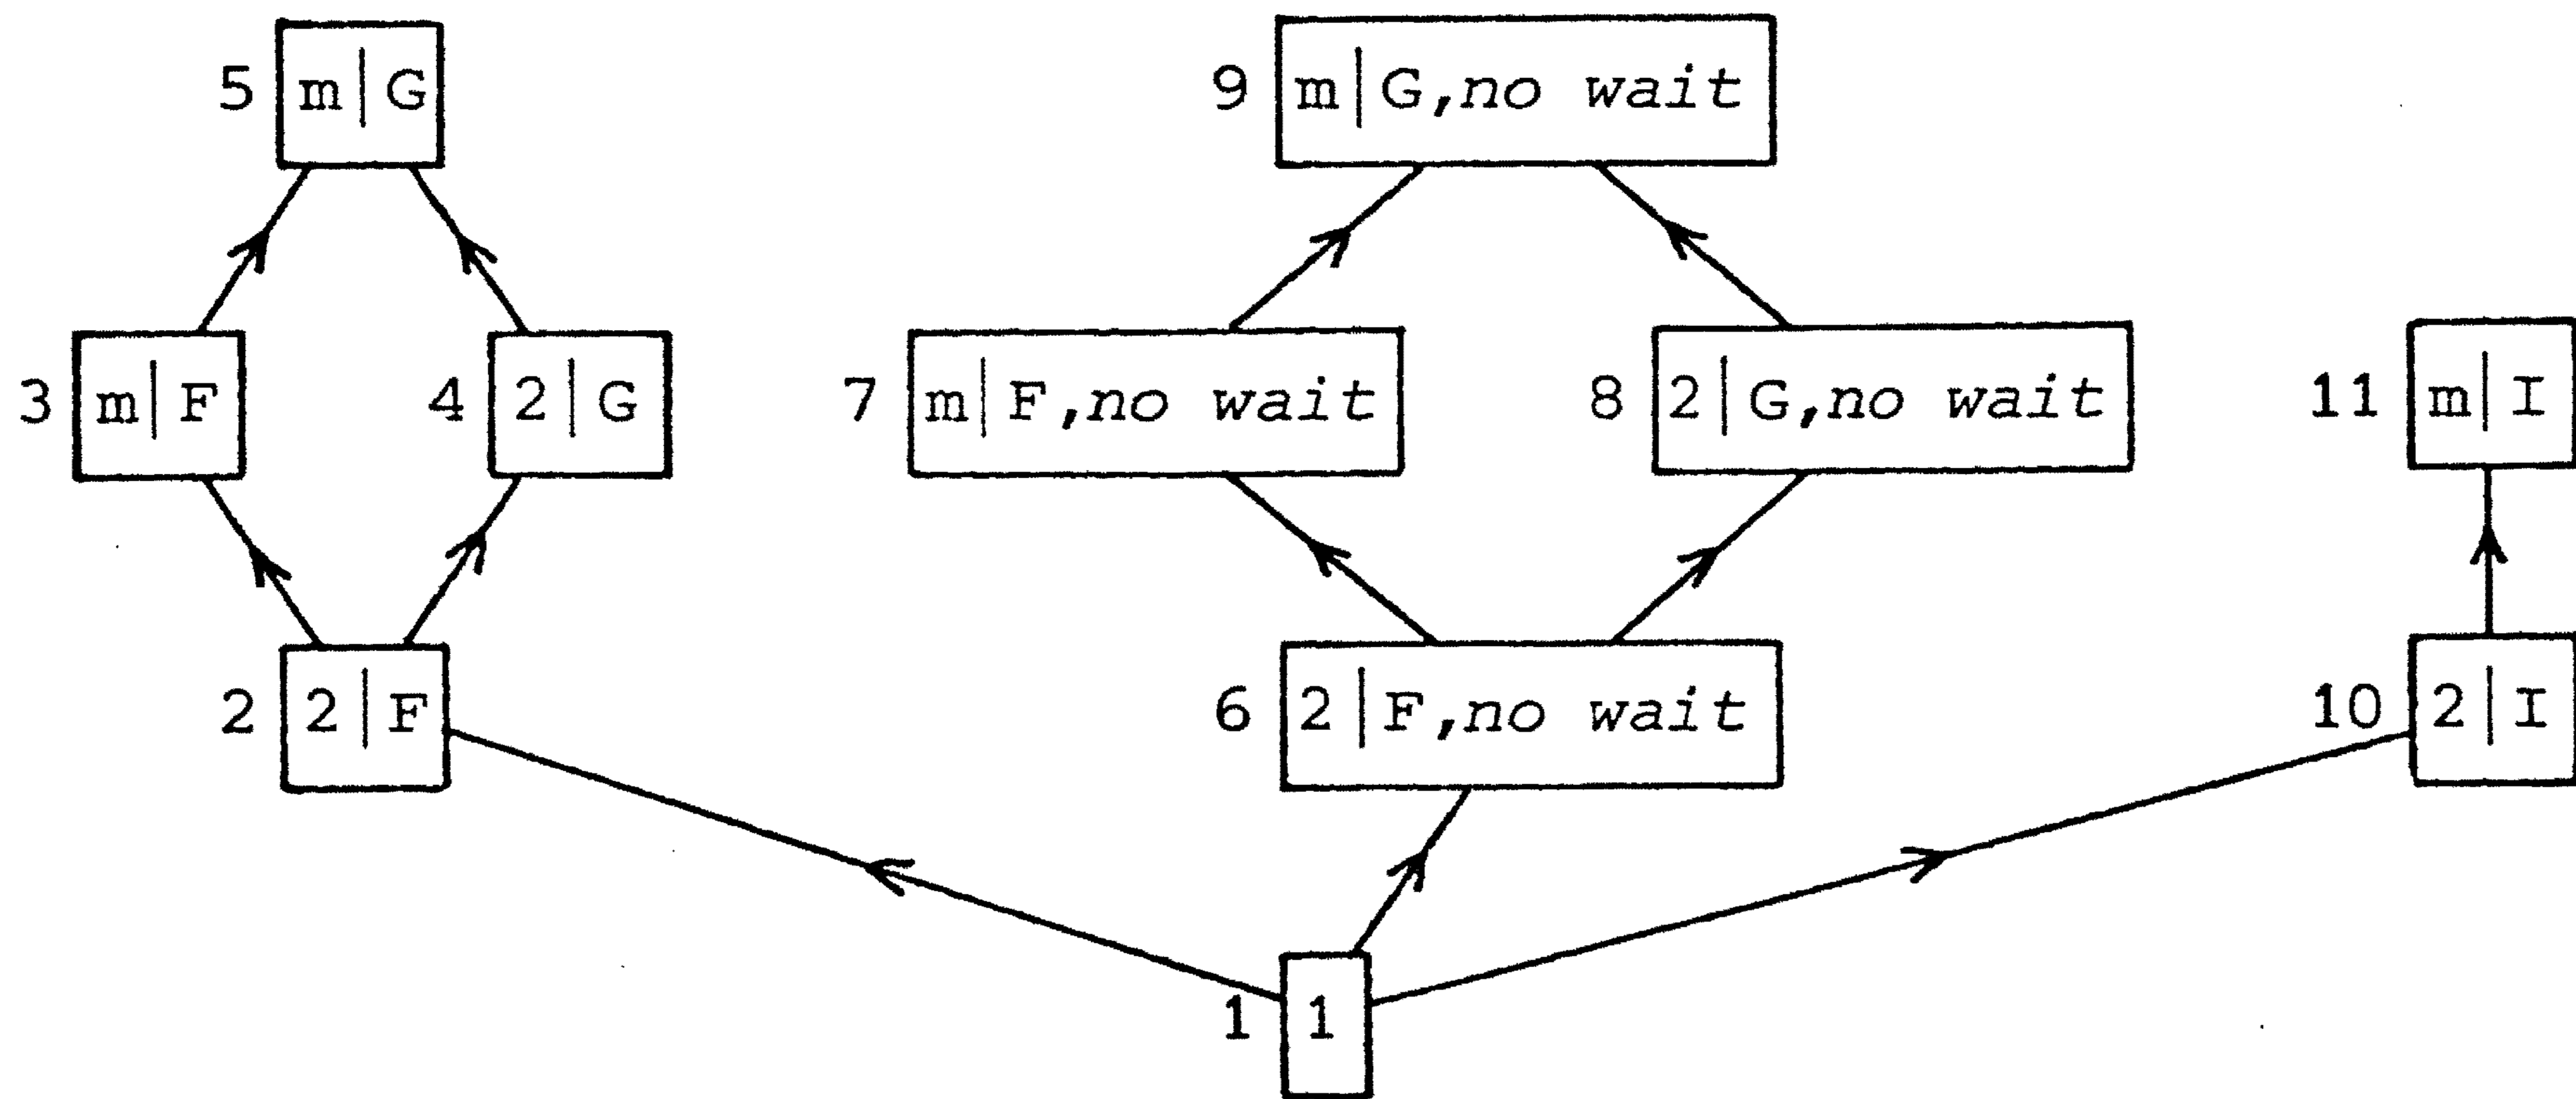 5 m|G
9 m|G,no wait
3 m|F
4 2|G
7 m|F,no wait
8 2|G,no wait
11 m|I
2 2|F
6 2|F,no wait
10 2|I
1 1